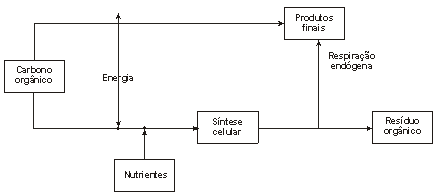 Produtos
finais
Respiração
endógena
Carbono
orgânico
Energia
Síntese
celular
Resíduo
orgânico
Nutrientes